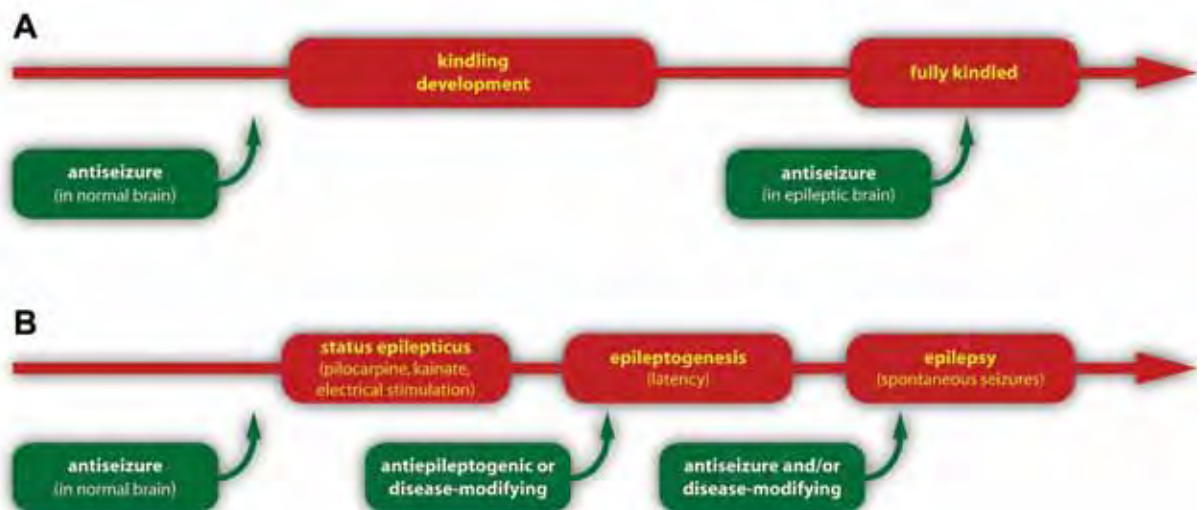 A
kindling
development
fully kindled
antiseizure
(in normal brain)
antiseizure
(in epileptic brain)
B
status epilepticus
(pilocarpine, kainate,
electrical stimulation)
epileptogenesis
(latency)
epilepsy
(spontaneous seizures)
antiseizure
(in normal brain)
antiepileptogenic or
disease-modifying
antiseizure and/or
disease-modifying